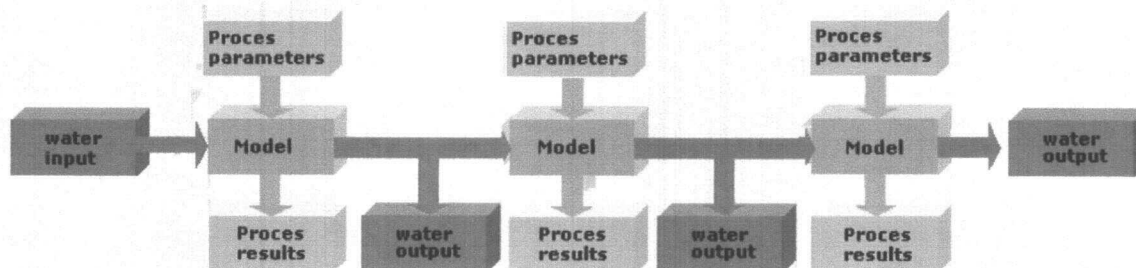 Proces
parameters
Proces
parameters
Proces
parameters
water
input
Model
Model
Model
water
output
Proces
results
water
output
Proces
results
water
output
Proces
results